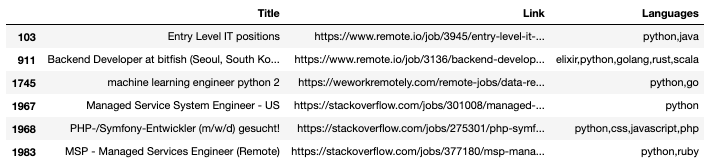 Title Link Languages
103 Entry Level IT positions https://www.remote.io/job/3945/entry-level-it-... python,java
911 Backend Developer at bitfish (Seoul, South Ko... https://www.remote.io/job/3136/backend-develop... elixir,python,golang,rust,scala
1745 machine learning engineer python 2 https://weworkremotely.com/remote-jobs/data-re... python,go
1967 Managed Service System Engineer - US https://stackoverflow.com/jobs/301008/managed-... python
1968 PHP-/Symfony-Entwickler (m/w/d) gesucht! https://stackoverflow.com/jobs/275301/php-symf... python,css,javascript,php
1983 MSP - Managed Services Engineer (Remote) https://stackoverflow.com/jobs/377180/msp-mana... python,ruby